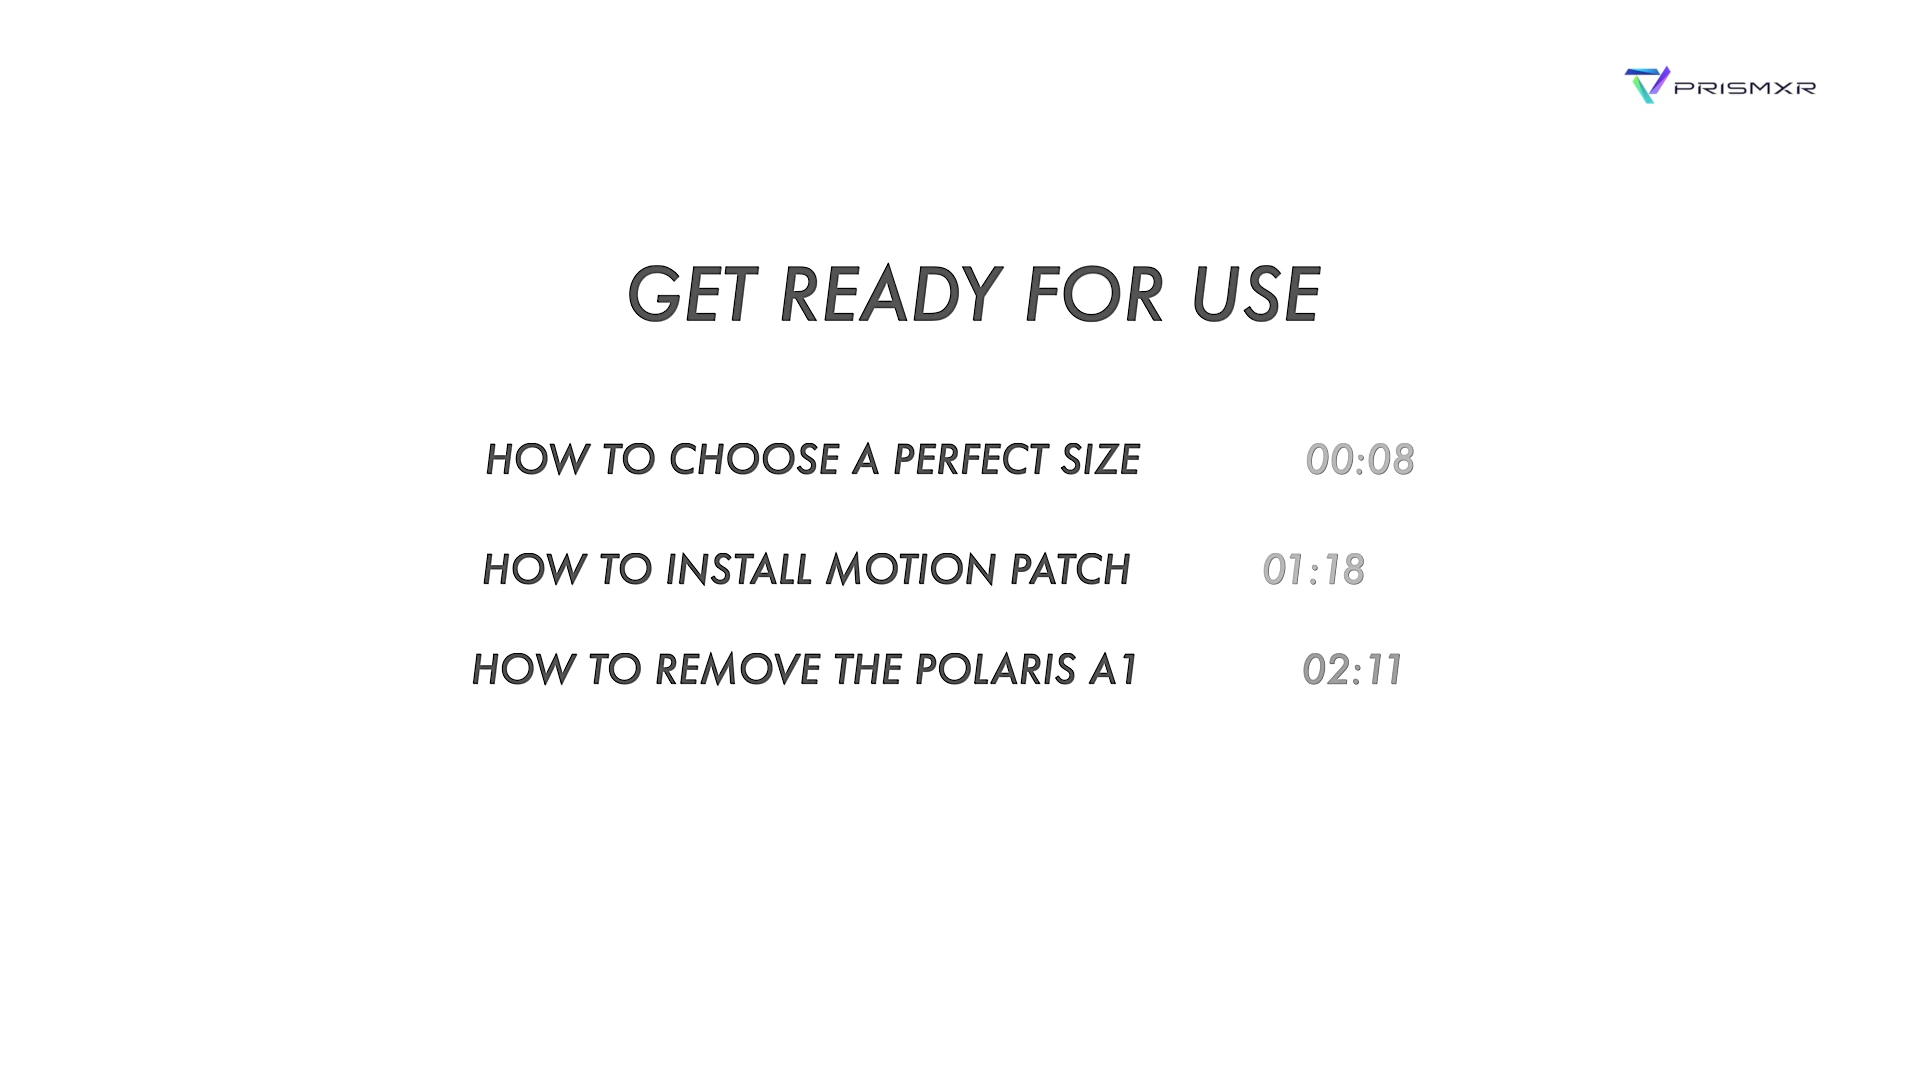 PRISMXR
GET READY FOR USE
HOW TO CHOOSE A PERFECT SIZE 00:08
HOW TO INSTALL MOTION PATCH 01:18
HOW TO REMOVE THE POLARIS A1 02:11